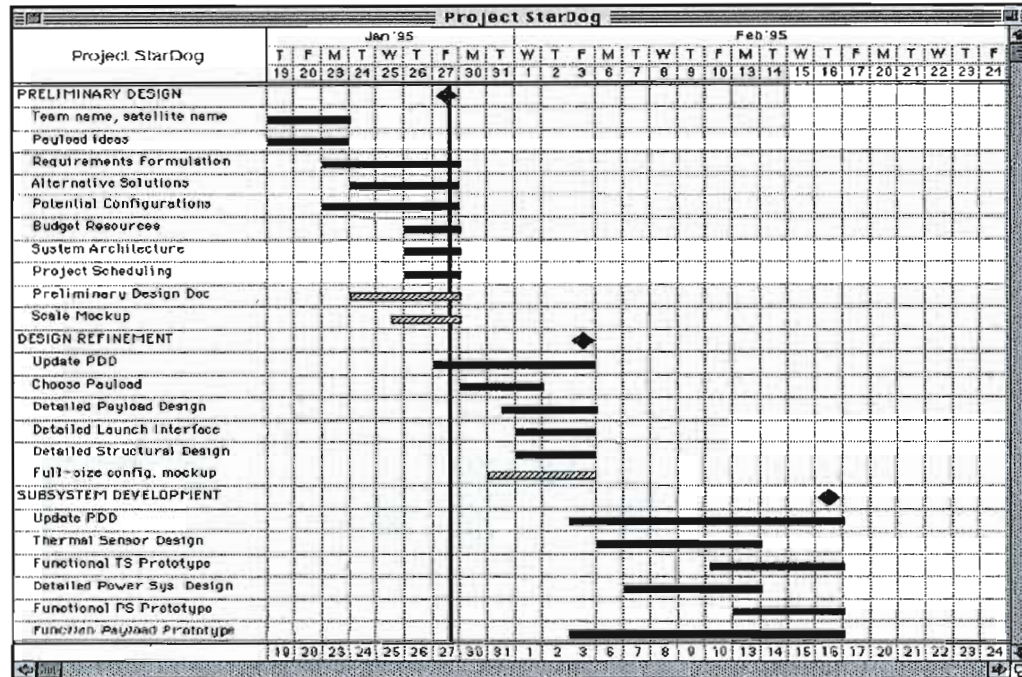 Project StarDog
Project StarDog
Jan '95 Feb'95
T F M T W T F M T W T F M T W T F M T W T F M T W T F
19 20 23 24 25 26 27 30 31 1 2 3 6 7 8 9 10 13 14 15 16 17 20 21 22 23 24
PRELIMINARY DESIGN
Team name, satellite name
Payload ideas
Requirements Formulation
Alternative Solutions
Potential Configurations
Budget Resources
System Architecture
Project Scheduling
Preliminary Design Doc
Scale Mockup
DESIGN REFINEMENT
Update PDD
Choose Payload
Detailed Payload Design
Detailed Launch Interface
Detailed Structural Design
Full-size config. mockup
SUBSYSTEM DEVELOPMENT
Update PDD
Thermal Sensor Design
Functional TS Prototype
Detailed Power Sys Design
Functional PS Prototype
Function Payload Prototype
19 20 23 24 25 26 27 30 31 1 2 3 6 7 8 9 10 13 14 15 16 17 20 21 22 23 24